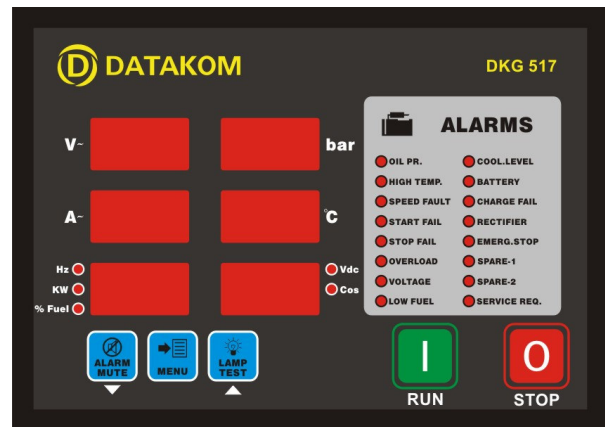 DATAKOM
DKG 517
V~
bar
A~
°C
Hz
KW
% Fuel
Vdc
Cos
ALARMS
OIL PR.
COOL.LEVEL
HIGH TEMP.
BATTERY
SPEED FAULT
CHARGE FAIL
START FAIL
RECTIFIER
STOP FAIL
EMERG.STOP
OVERLOAD
SPARE-1
VOLTAGE
SPARE-2
LOW FUEL
SERVICE REQ.
ALARM
MUTE
MENU
LAMP
TEST
I
RUN
O
STOP